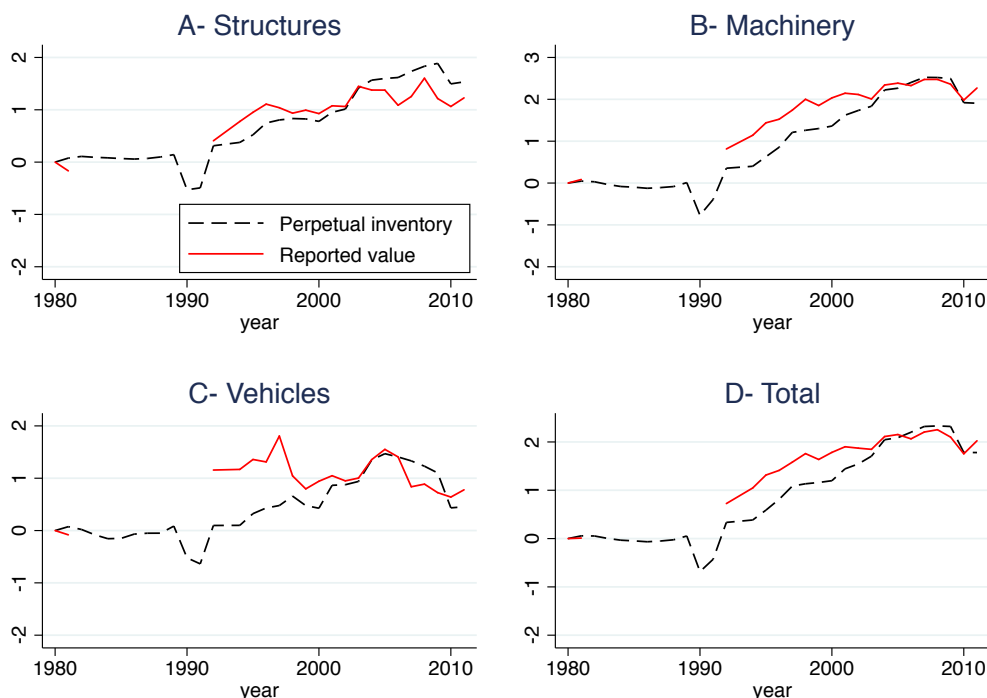 A- Structures
2
1
0
-1
-2
Perpetual inventory
Reported value
1980 1990 2000 2010
year
B- Machinery
3
2
1
0
-1
-2
1980 1990 2000 2010
year
C- Vehicles
2
1
0
-1
-2
1980 1990 2000 2010
year
D- Total
2
1
0
-1
-2
1980 1990 2000 2010
year